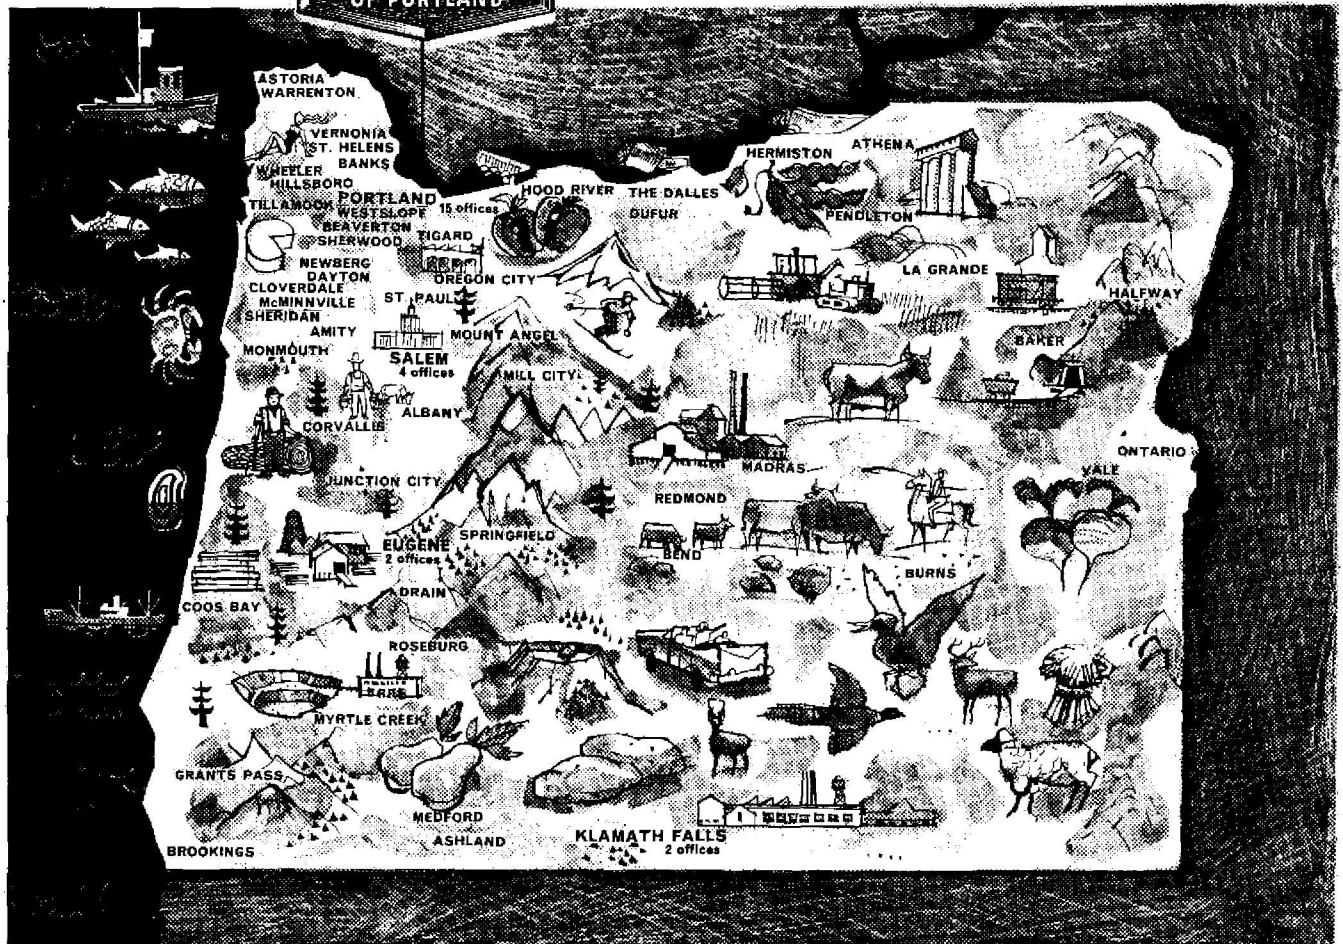 OF PORTLAND
ASTORIA
WARRENTON
VERNONIA
ST. HELENS
BANKS
WHEELER
HILLSBORO
TILLAMOOK
PORTLAND 15 offices
WESTSLOPE
BEAVERTON
SHERWOOD
TIGARD
HOOD RIVER
THE DALLES
DUFUR
HERMISTON
ATHENA
PENDLETON
NEWBERG
DAYTON
OREGON CITY
LA GRANDE
CLOVERDALE
McMINNVILLE
SHERIDAN
ST. PAUL
HALFWAY
AMITY
MOUNT ANGEL
BAKER
MONMOUTH
SALEM
4 offices
MILL CITY
ALBANY
CORVALLIS
MADRAS
ONTARIO
VALE
JUNCTION CITY
REDMOND
EUGENE
2 offices
SPRINGFIELD
BEND
BURNS
DRAIN
COOS BAY
ROSEBURG
MYRTLE CREEK
GRANTS PASS
MEDFORD
ASHLAND
KLAMATH FALLS
2 offices
BROOKINGS